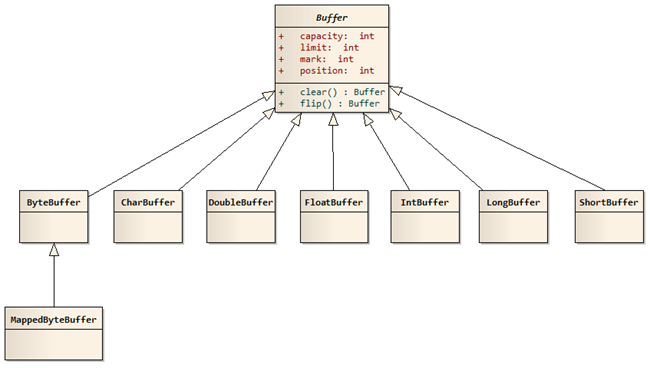 Buffer
+ capacity: int
+ limit: int
+ mark: int
+ position: int
+ clear() : Buffer
+ flip() : Buffer
ByteBuffer
CharBuffer
DoubleBuffer
FloatBuffer
IntBuffer
LongBuffer
ShortBuffer
MappedByteBuffer